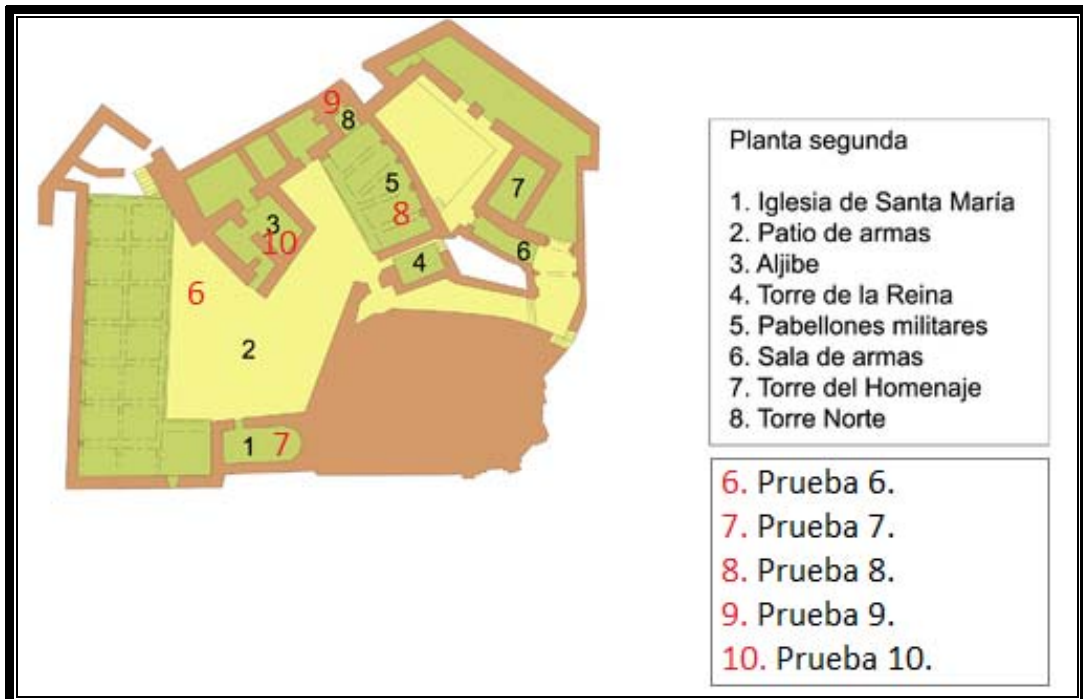 9
8
5
7
8
3
10
6
4
6
2
1
7
Planta segunda
1. Iglesia de Santa María
2. Patio de armas
3. Aljibe
4. Torre de la Reina
5. Pabellones militares
6. Sala de armas
7. Torre del Homenaje
8. Torre Norte
6. Prueba 6.
7. Prueba 7.
8. Prueba 8.
9. Prueba 9.
10. Prueba 10.